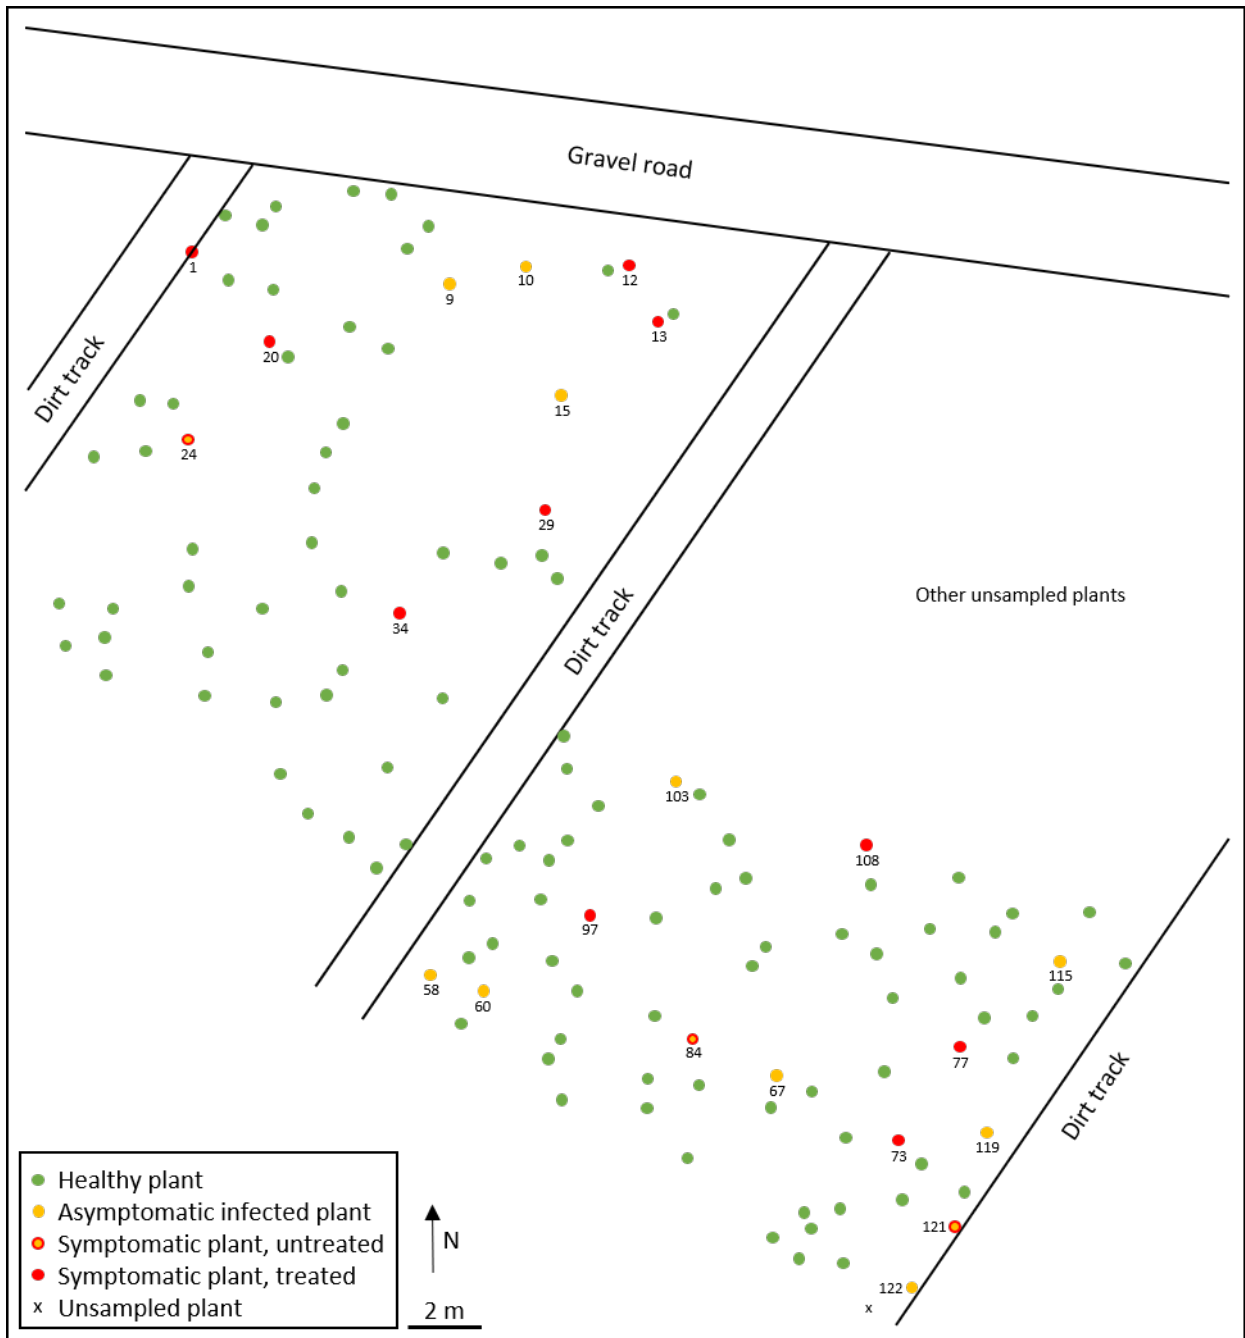 Gravel road
1
10
12
9
13
Dirt track
20
15
24
29
Other unsampled plants
Dirt track
34
103
108
97
58
60
115
84
77
67
Dirt track
73
119
121
122
x
Healthy plant
Asymptomatic infected plant
Symptomatic plant, untreated
Symptomatic plant, treated
x Unsampled plant
N
2 m